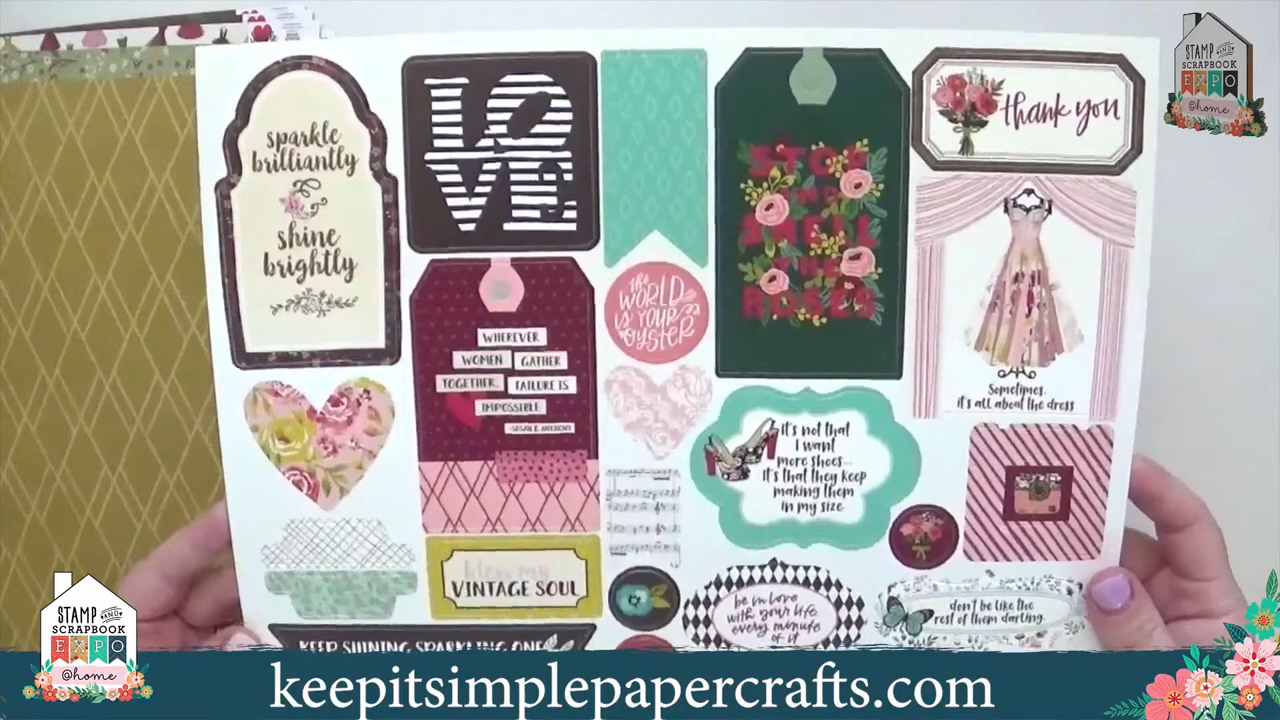 sparkle
brilliantly
shine
brightly
LOVE
STOP
AND
SMELL
THE
ROSES
thank you
the
WORLD
is YOUR
oyster
WHEREVER
WOMEN GATHER
TOGETHER, FAILURE IS
IMPOSSIBLE
-SUSAN B. ANTHONY
Sometimes,
it's all about the dress
it's not that
I want
more shoes...
It's that they keep
making them
in my size
bless my
VINTAGE SOUL
be in love
with your life,
every minute
of it
don't be like the
rest of them darling.
KEEP SHINING SPARKLING ONE
STAMP AND
SCRAPBOOK
EXPO
@home
STAMP AND
SCRAPBOOK
EXPO
@home
keepitsimplepapercrafts.com